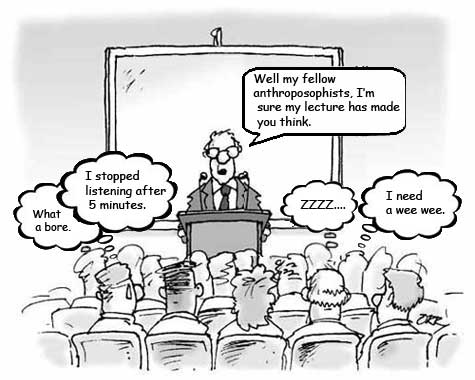 Well my fellow
anthroposophists, I'm
sure my lecture has made
you think.
I stopped
listening after
5 minutes.
What
a bore.
ZZZZ....
I need
a wee wee.